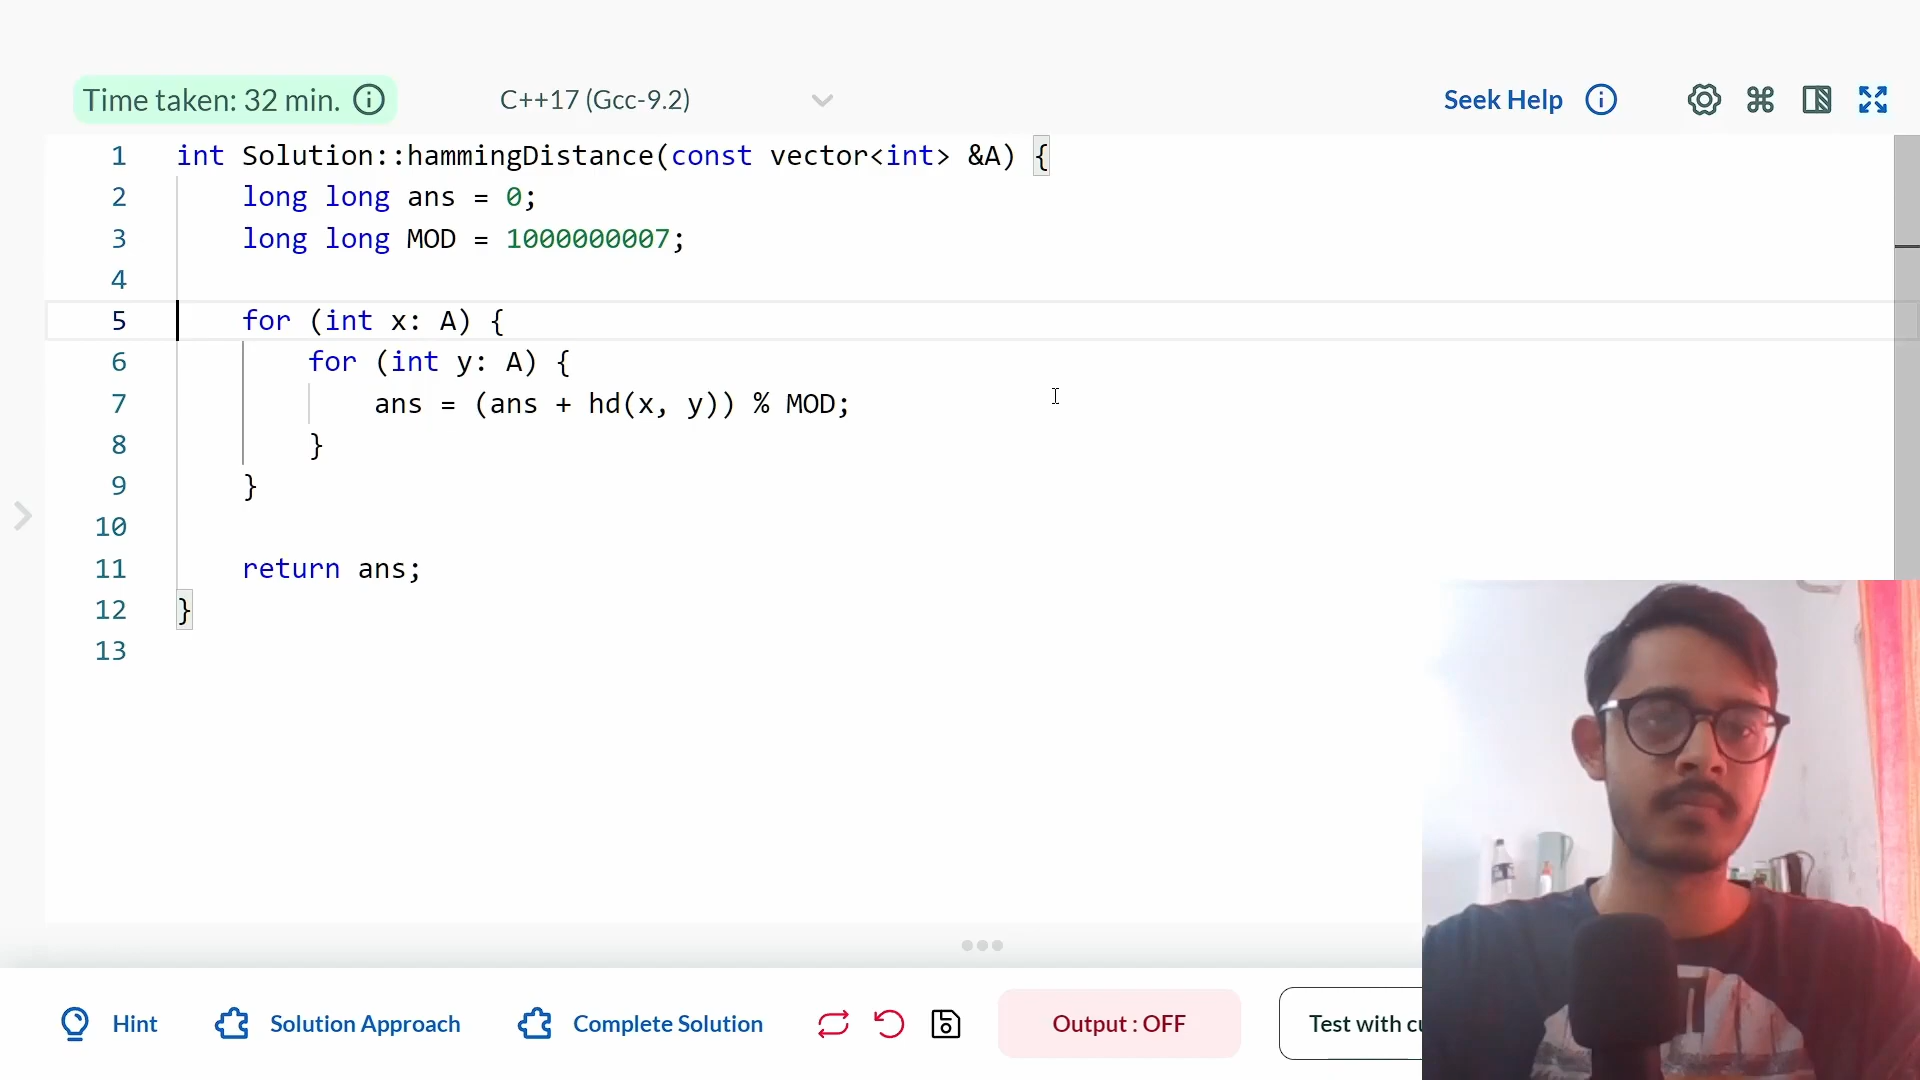 Time taken: 32 min.
C++17 (Gcc-9.2)
Seek Help
1 int Solution::hammingDistance(const vector<int> &A) {
2     long long ans = 0;
3     long long MOD = 1000000007;
4
5     for (int x: A) {
6         for (int y: A) {
7             ans = (ans + hd(x, y)) % MOD;
8         }
9     }
10
11     return ans;
12 }
13
Hint
Solution Approach
Complete Solution
Output : OFF
Test with cu